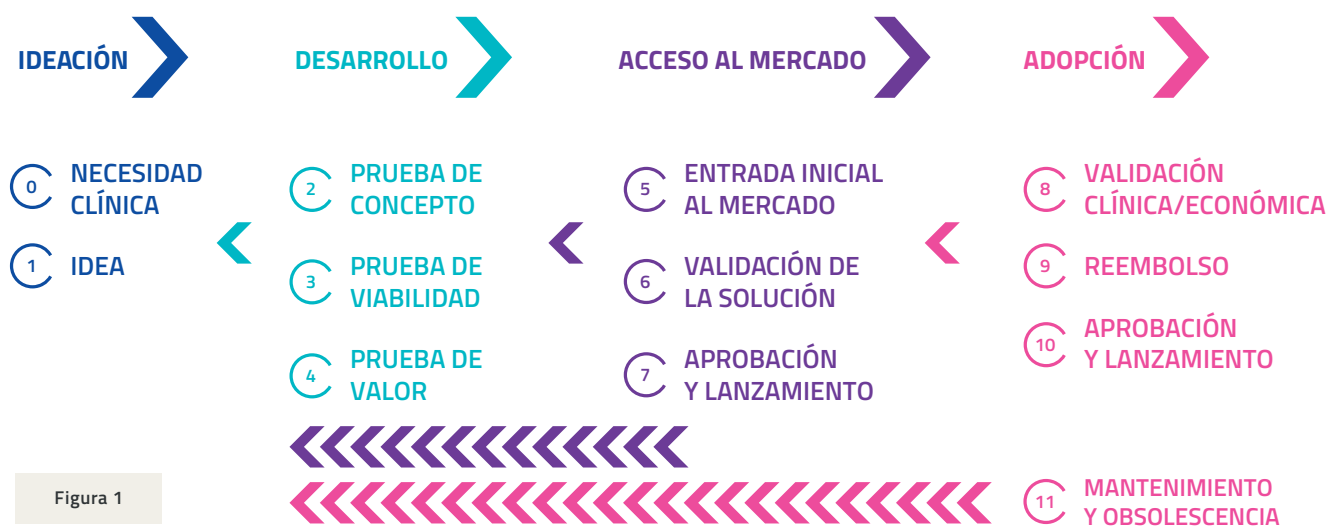 IDEACIÓN
DESARROLLO
ACCESO AL MERCADO
ADOPCIÓN
0
NECESIDAD
CLÍNICA
1
IDEA
2
PRUEBA DE
CONCEPTO
3
PRUEBA DE
VIABILIDAD
4
PRUEBA DE
VALOR
5
ENTRADA INICIAL
AL MERCADO
6
VALIDACIÓN DE
LA SOLUCIÓN
7
APROBACIÓN
Y LANZAMIENTO
8
VALIDACIÓN
CLÍNICA/ECONÓMICA
9
REEMBOLSO
10
APROBACIÓN
Y LANZAMIENTO
11
MANTENIMIENTO
Y OBSOLESCENCIA
Figura 1